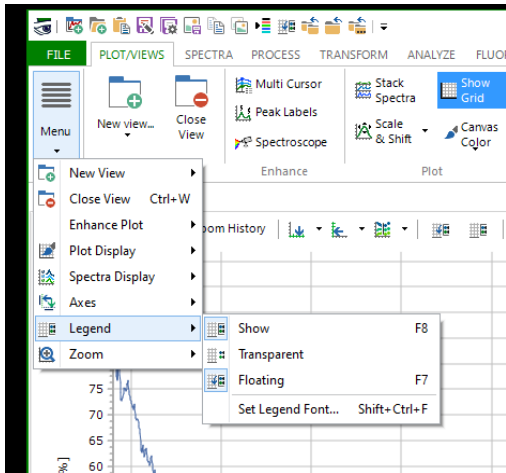 FILE PLOT/VIEWS SPECTRA PROCESS TRANSFORM ANALYZE FLUO
Menu
New view...
Close
View
Multi Cursor
Peak Labels
Spectroscope
Enhance
Stack
Spectra
Scale
& Shift
Show
Grid
Canvas
Color
Plot
New View
Close View Ctrl+W
Enhance Plot
Plot Display
Spectra Display
Axes
Legend
Zoom
oom History
Show F8
Transparent
Floating F7
Set Legend Font... Shift+Ctrl+F
75
70
65
60
%]